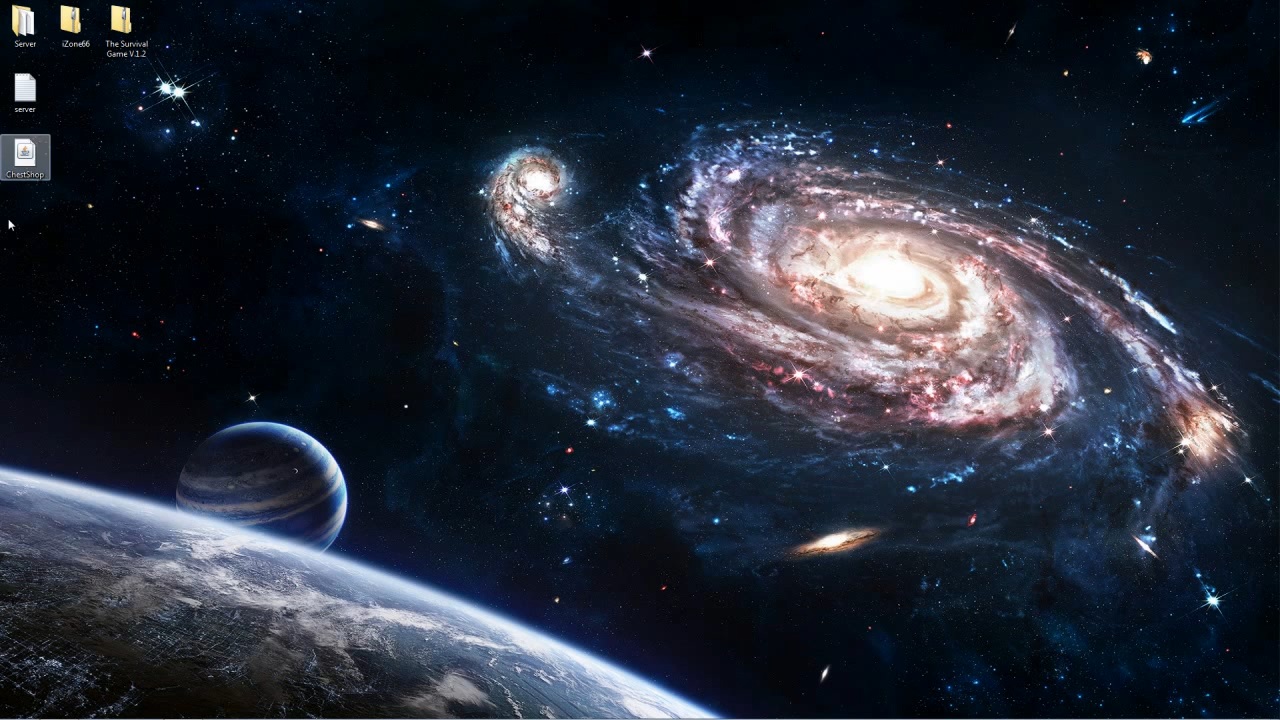 Server
iZone66
The Survival
Game V.1.2
server
ChestShop